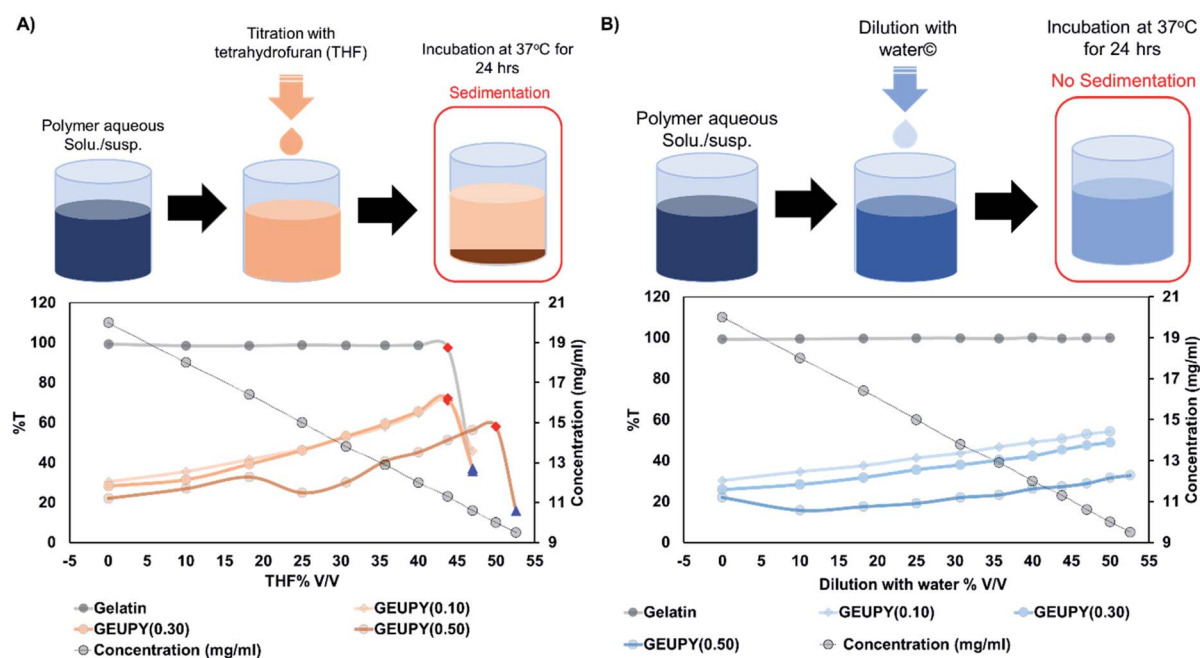 A)
Titration with
tetrahydrofuran (THF)
Incubation at 37ºC for
24 hrs
Sedimentation
Polymer aqueous
Solu./susp.
120
100
80
60
40
20
0
%T
21
19
17
15
13
11
9
Concentration (mg/ml)
-5 0 5 10 15 20 25 30 35 40 45 50 55
THF% V/V
Gelatin
GEUPY(0.10)
GEUPY(0.30)
GEUPY(0.50)
Concentration (mg/ml)
B)
Dilution with
water©
Incubation at 37ºC
for 24 hrs
No Sedimentation
Polymer aqueous
Solu./susp.
120
100
80
60
40
20
0
%T
21
19
17
15
13
11
9
Concentration (mg/ml)
-5 0 5 10 15 20 25 30 35 40 45 50 55
Dilution with water % V/V
Gelatin
GEUPY(0.10)
GEUPY(0.30)
GEUPY(0.50)
Concentration (mg/ml)